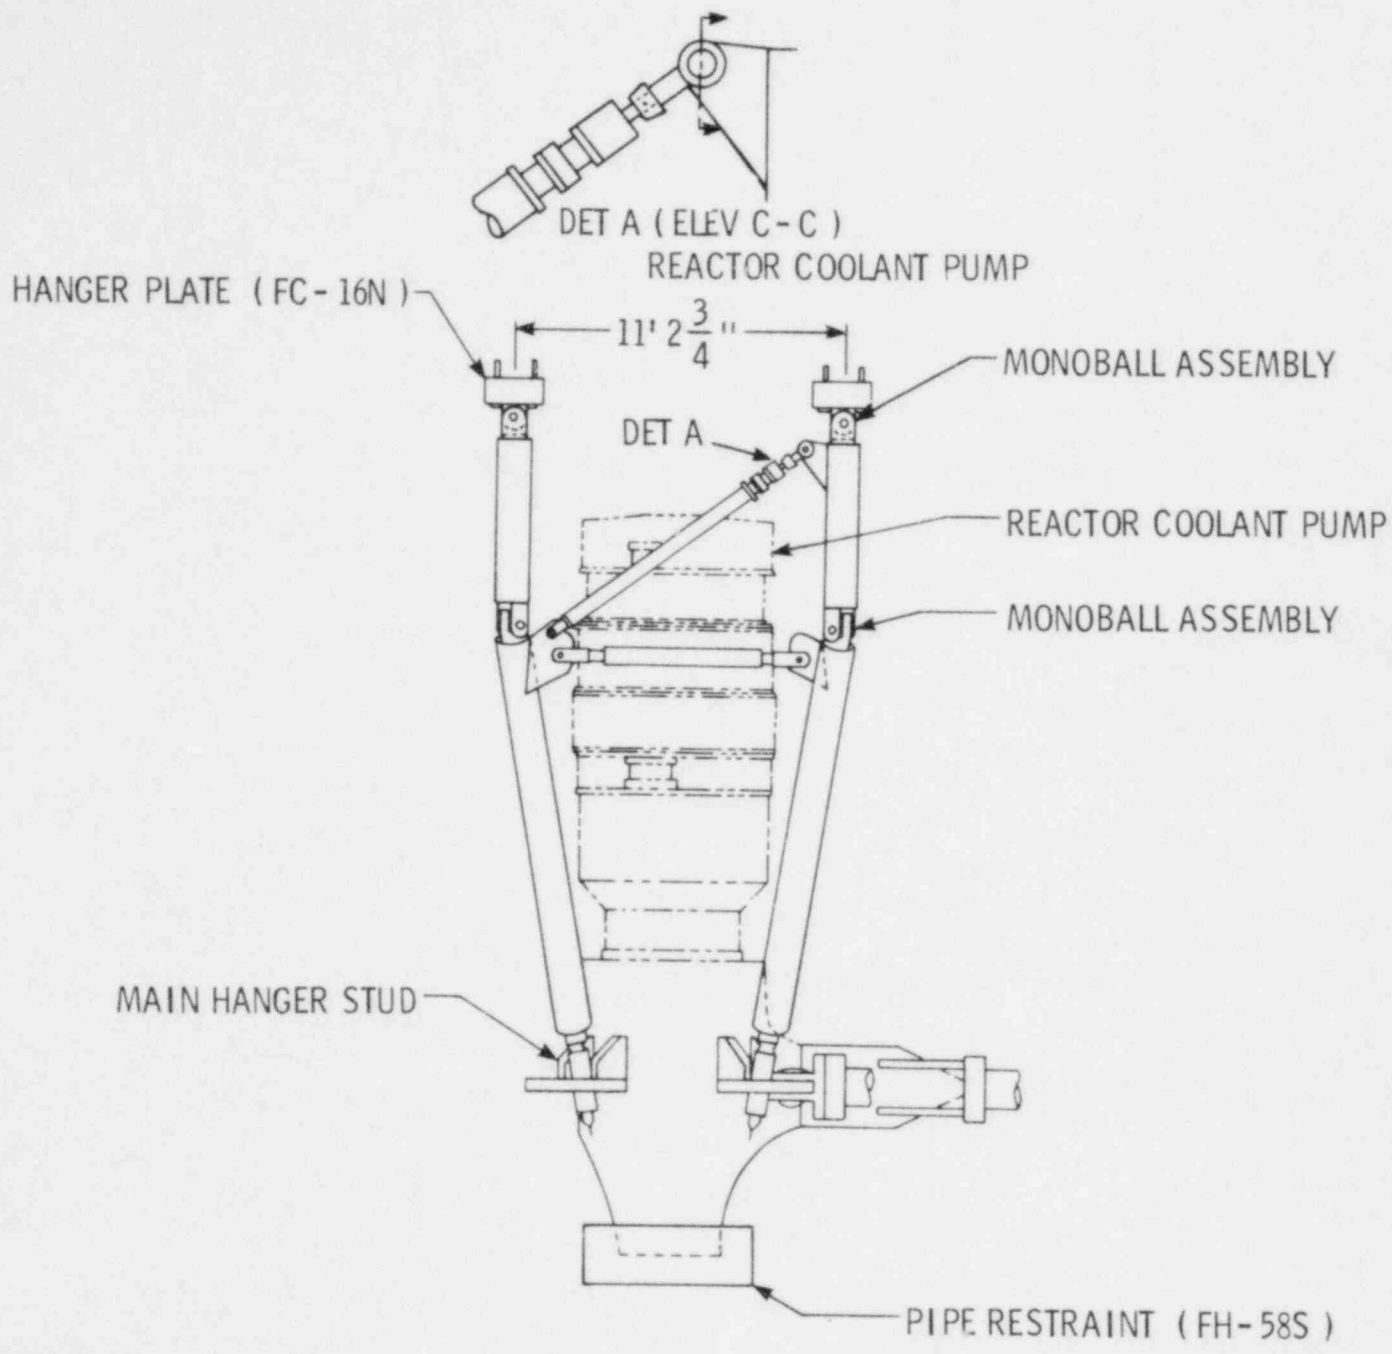 DET A ( ELEV C-C )
REACTOR COOLANT PUMP
HANGER PLATE ( FC-16N )
11' 2 3/4 "
MONOBALL ASSEMBLY
DET A
REACTOR COOLANT PUMP
MONOBALL ASSEMBLY
MAIN HANGER STUD
PIPE RESTRAINT ( FH-58S )